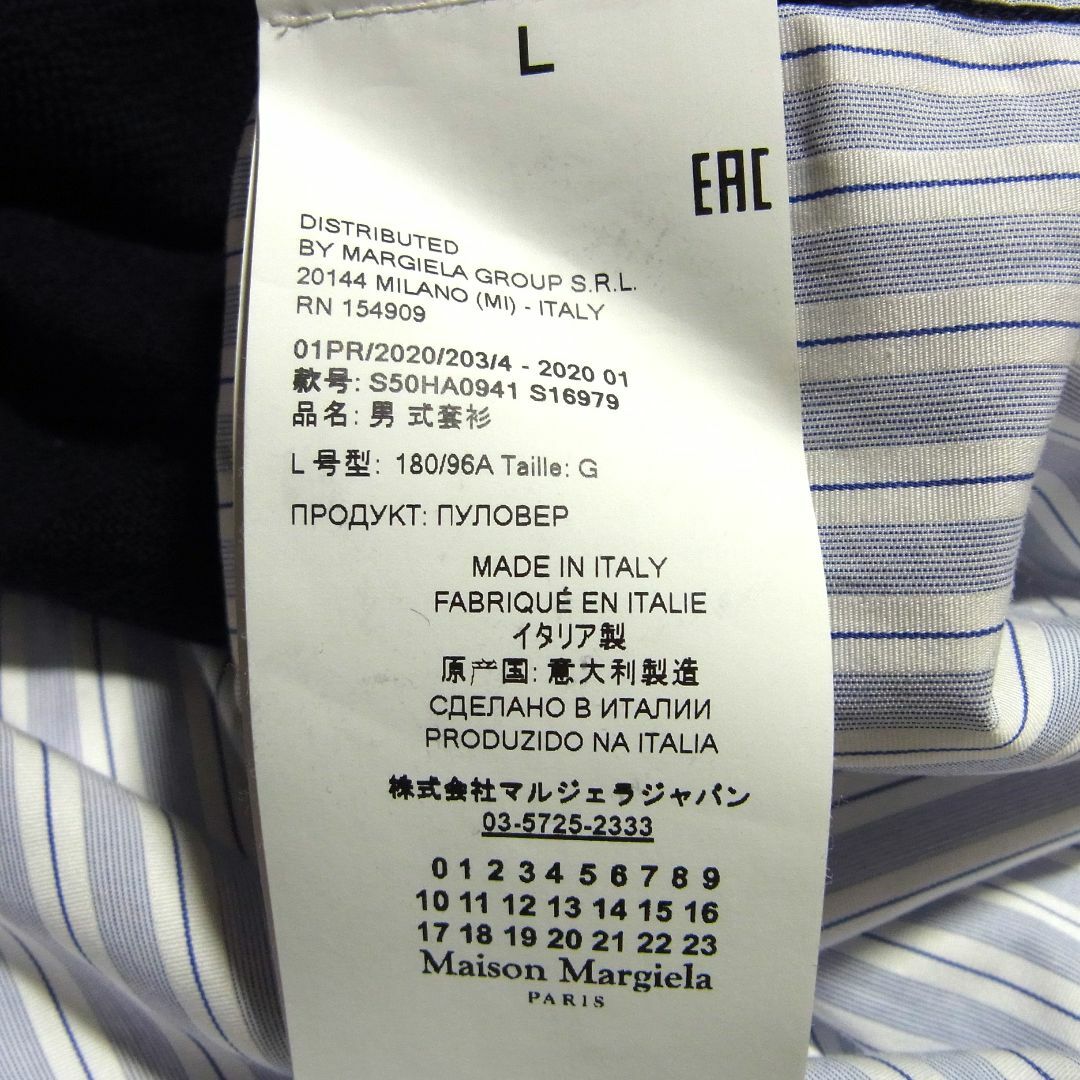 L
EAC
DISTRIBUTED
BY MARGIELA GROUP S.R.L.
20144 MILANO (MI) - ITALY
RN 154909
01PR/2020/203/4 - 2020 01
款号: S50HA0941 S16979
品名: 男 式套衫
L 号型: 180/96A Taille: G
ПРОДУКТ: ПУЛОВЕР
MADE IN ITALY
FABRIQUÉ EN ITALIE
イタリア製
原产国: 意大利製造
СДЕЛАНО В ИТАЛИИ
PRODUZIDO NA ITALIA
株式会社マルジェラジャパン
03-5725-2333
0 1 2 3 4 5 6 7 8 9
10 11 12 13 14 15 16
17 18 19 20 21 22 23
Maison Margiela
PARIS